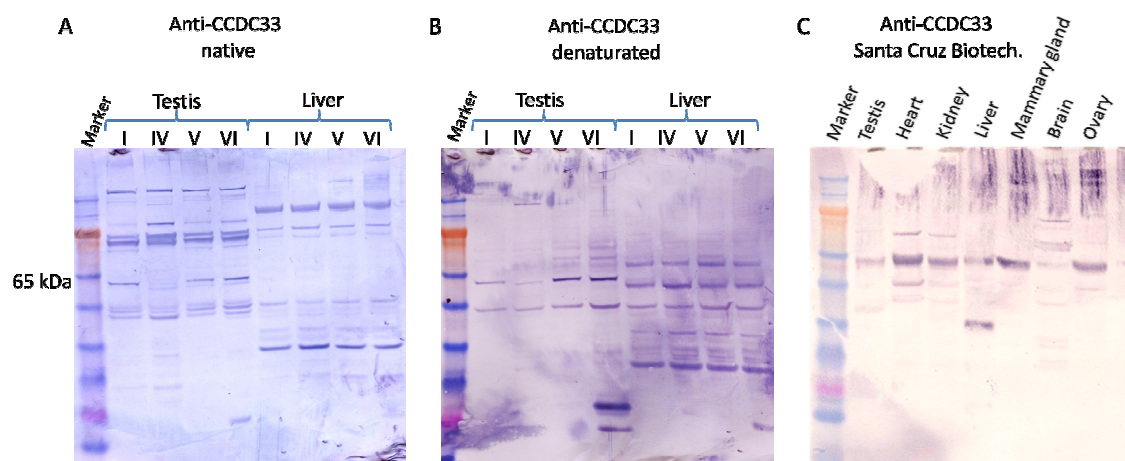 A
Anti-CCDC33
native
Marker
Testis
Liver
I IV V VI I IV V VI
65 kDa
B
Anti-CCDC33
denaturated
Marker
Testis
Liver
I IV V VI I IV V VI
C
Anti-CCDC33
Santa Cruz Biotech.
Marker
Testis
Heart
Kidney
Liver
Mammary gland
Brain
Ovary